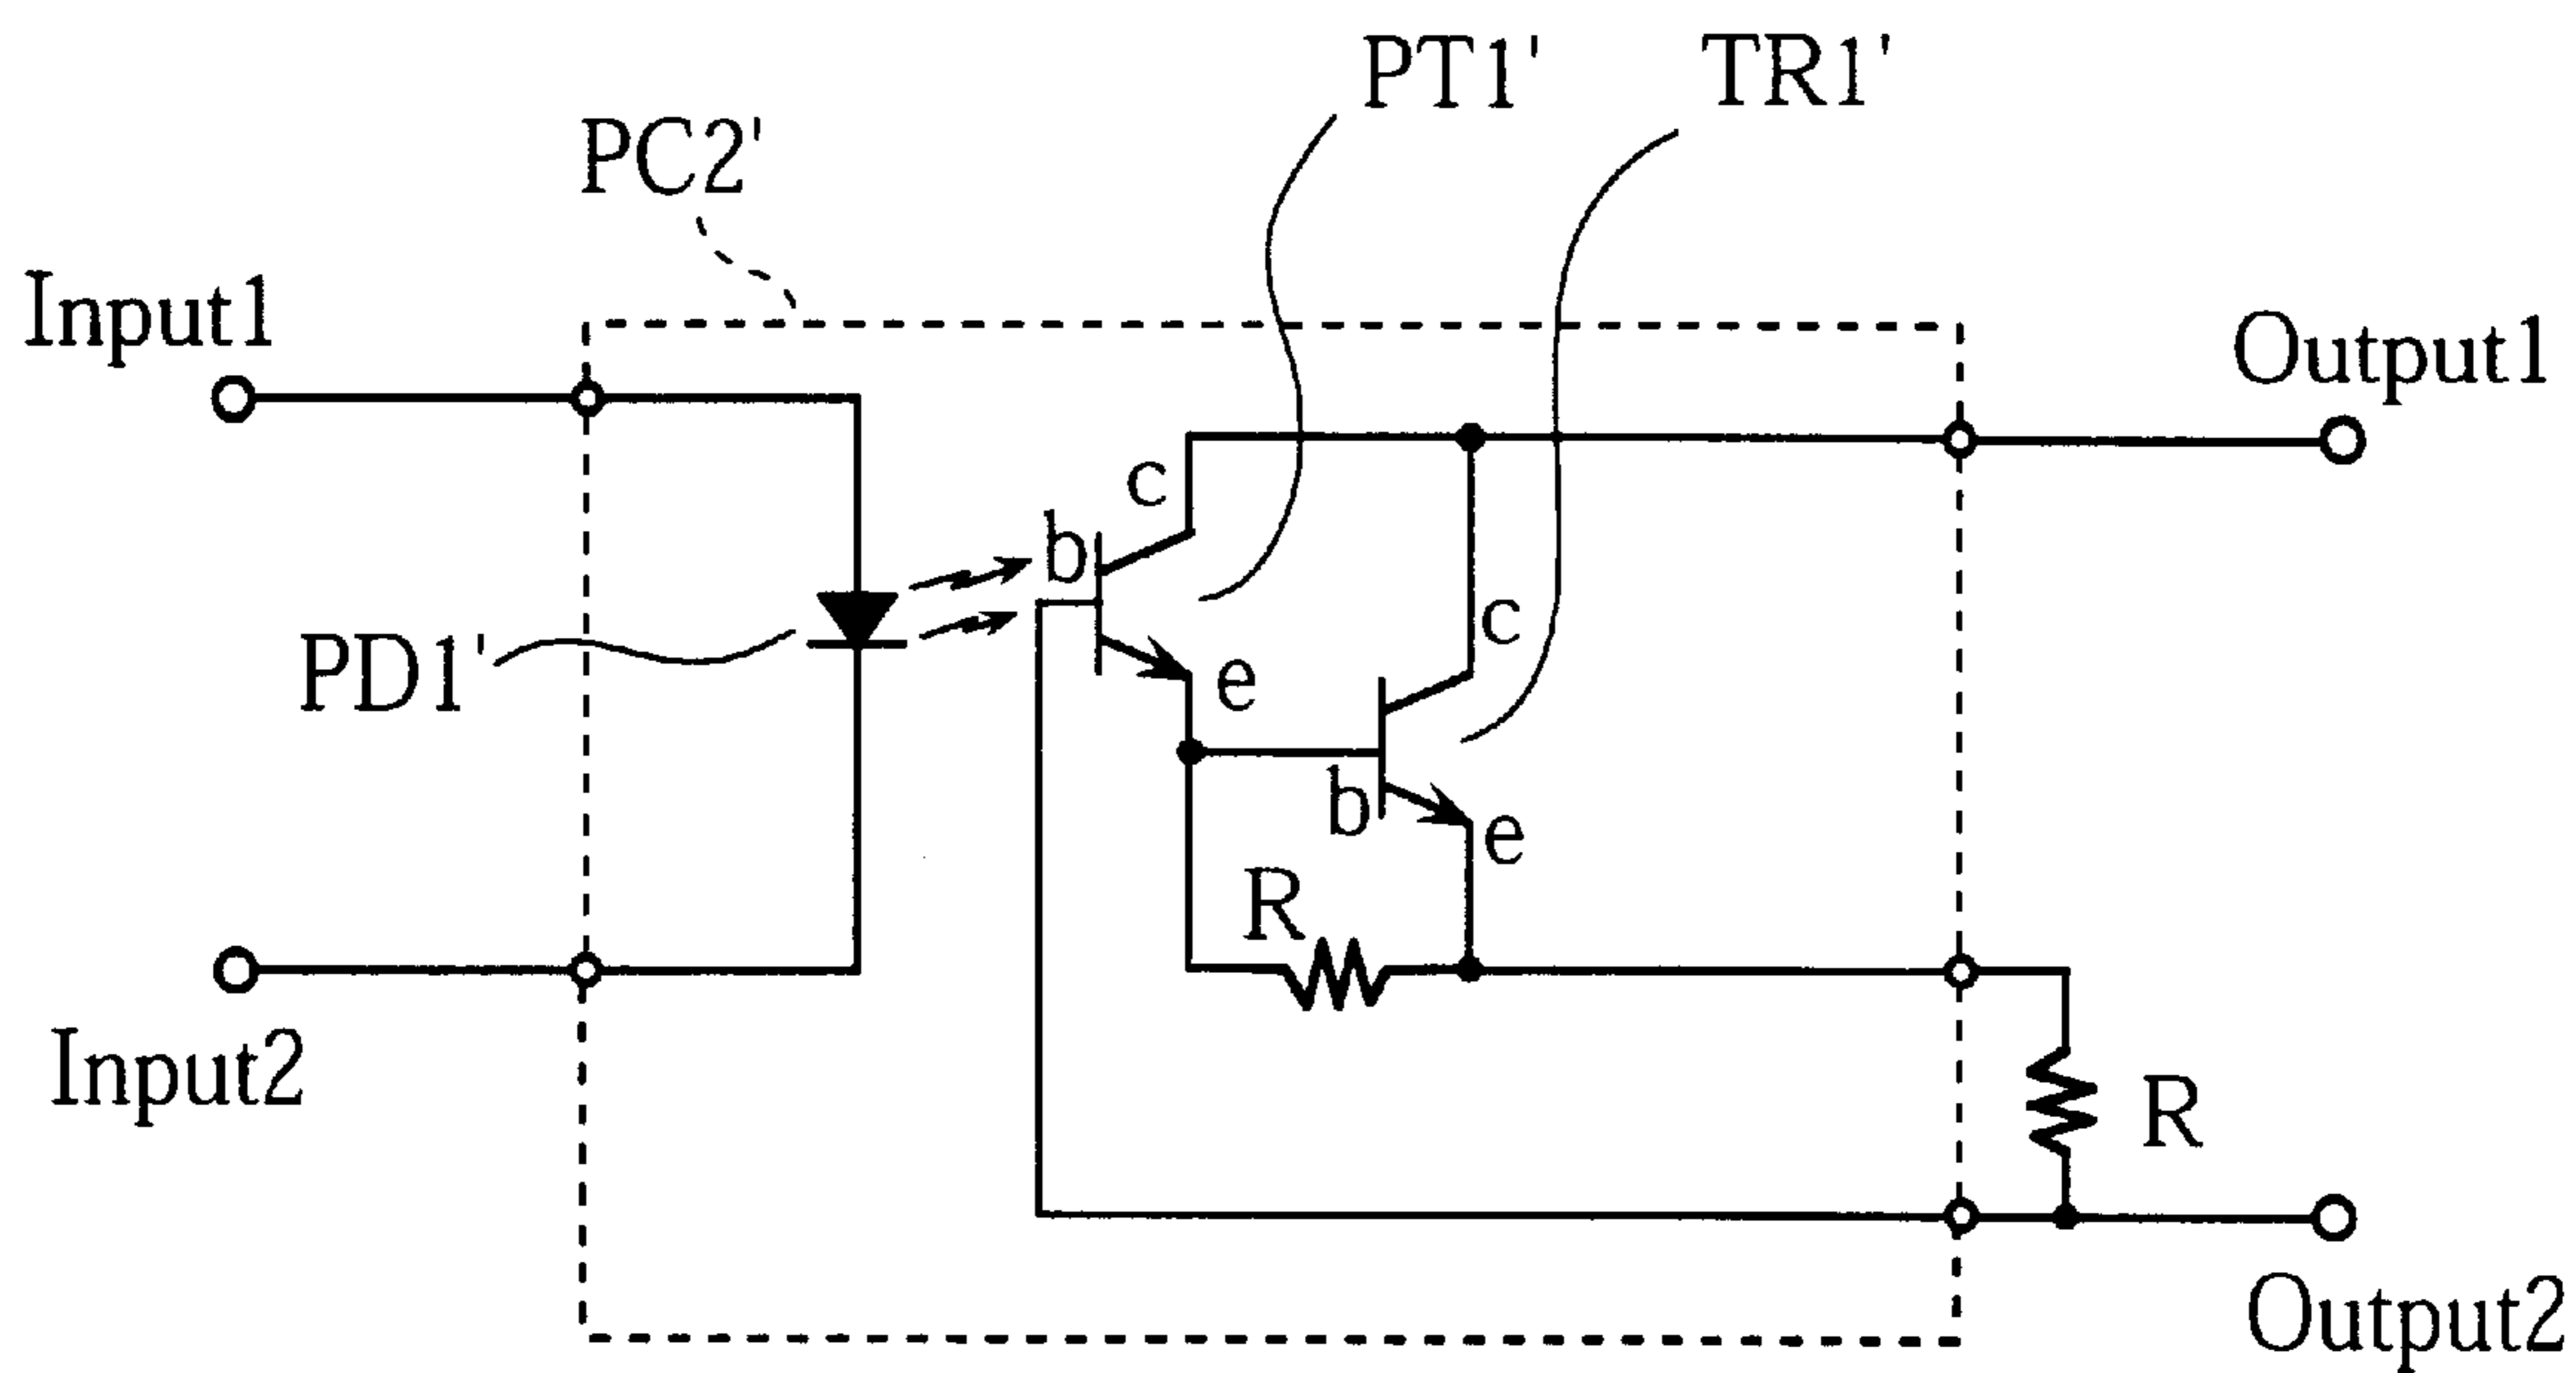 PT1'
TR1'
PC2'
Input1
Output1
c
b
PD1'
e
c
b
e
R
Input2
R
Output2